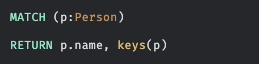 MATCH (p:Person)
RETURN p.name, keys(p)